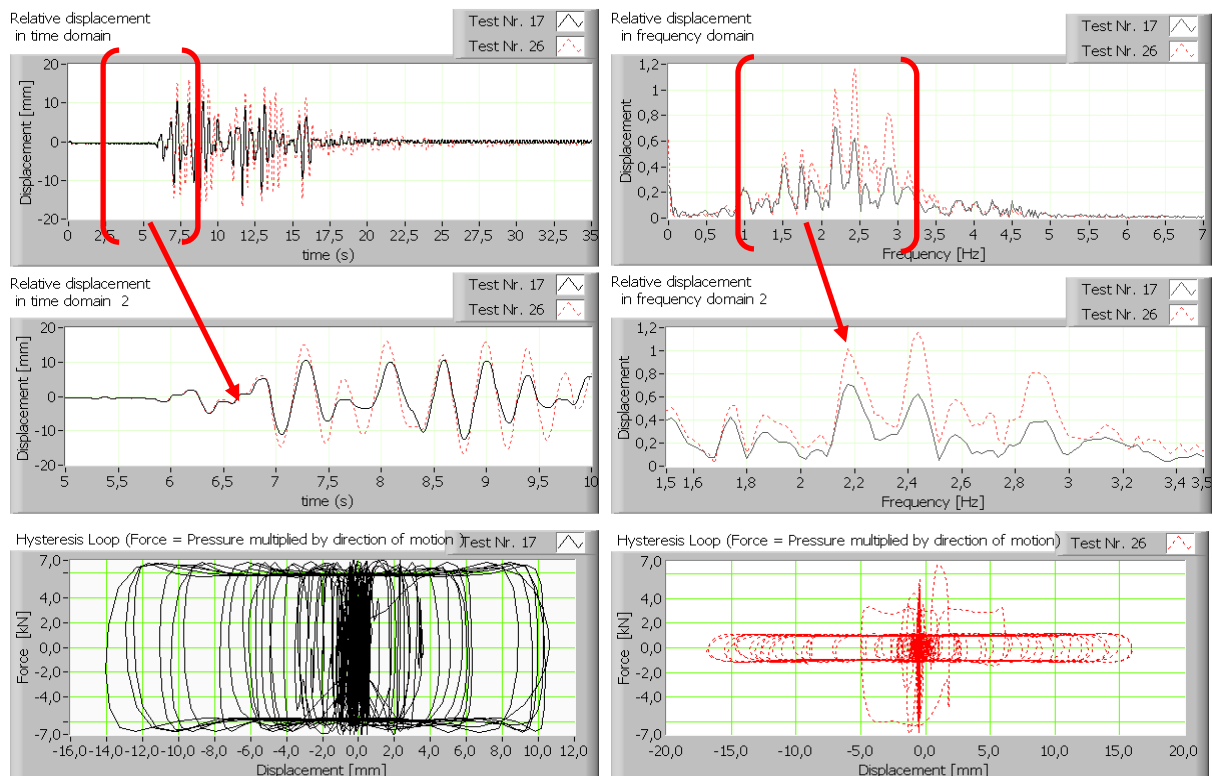 Relative displacement
in time domain
Test Nr. 17
Test Nr. 26
Displacement [mm]
20
10
0
-10
-20
0 2,5 5 7,5 10 12,5 15 17,5 20 22,5 25 27,5 30 32,5 35
time (s)
Relative displacement
in frequency domain
Test Nr. 17
Test Nr. 26
Displacement
1,2
1
0,8
0,6
0,4
0,2
0
0 0,5 1 1,5 2 2,5 3 3,5 4 4,5 5 5,5 6 6,5 7
Frequency [Hz]
Relative displacement
in time domain 2
Test Nr. 17
Test Nr. 26
Displacement [mm]
20
10
0
-10
-20
5 5,5 6 6,5 7 7,5 8 8,5 9 9,5 10
time (s)
Relative displacement
in frequency domain 2
Test Nr. 17
Test Nr. 26
Displacement
1,2
1
0,8
0,6
0,4
0,2
0
1,5 1,6 1,8 2 2,2 2,4 2,6 2,8 3 3,2 3,4 3,5
Frequency [Hz]
Hysteresis Loop (Force = Pressure multiplied by direction of motion )
Test Nr. 17
Force [kN]
7,0
4,0
2,0
0,0
-2,0
-4,0
-7,0
-16,0 -14,0 -12,0 -10,0 -8,0 -6,0 -4,0 -2,0 0,0 2,0 4,0 6,0 8,0 10,0 12,0
Displacement [mm]
Hysteresis Loop (Force = Pressure multiplied by direction of motion)
Test Nr. 26
Force [kN]
7,0
4,0
2,0
0,0
-2,0
-4,0
-7,0
-20,0 -15,0 -10,0 -5,0 0,0 5,0 10,0 15,0 20,0
Displacement [mm]